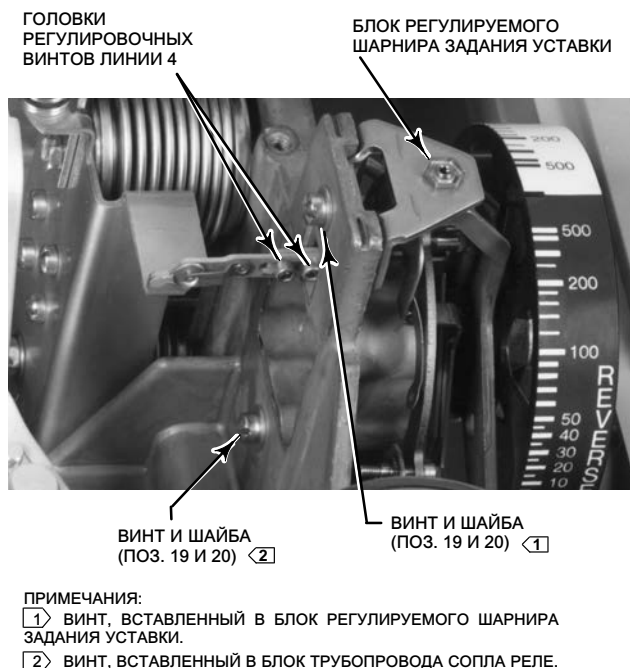 ГОЛОВКИ
РЕГУЛИРОВОЧНЫХ
ВИНТОВ ЛИНИИ 4
БЛОК РЕГУЛИРУЕМОГО
ШАРНИРА ЗАДАНИЯ УСТАВКИ
200
500
500
200
100
50
40
30
20
10
REVERSE
ВИНТ И ШАЙБА
(ПОЗ. 19 И 20) 2
ВИНТ И ШАЙБА
(ПОЗ. 19 И 20) 1
ПРИМЕЧАНИЯ:
1 ВИНТ, ВСТАВЛЕННЫЙ В БЛОК РЕГУЛИРУЕМОГО ШАРНИРА
ЗАДАНИЯ УСТАВКИ.
2 ВИНТ, ВСТАВЛЕННЫЙ В БЛОК ТРУБОПРОВОДА СОПЛА РЕЛЕ.